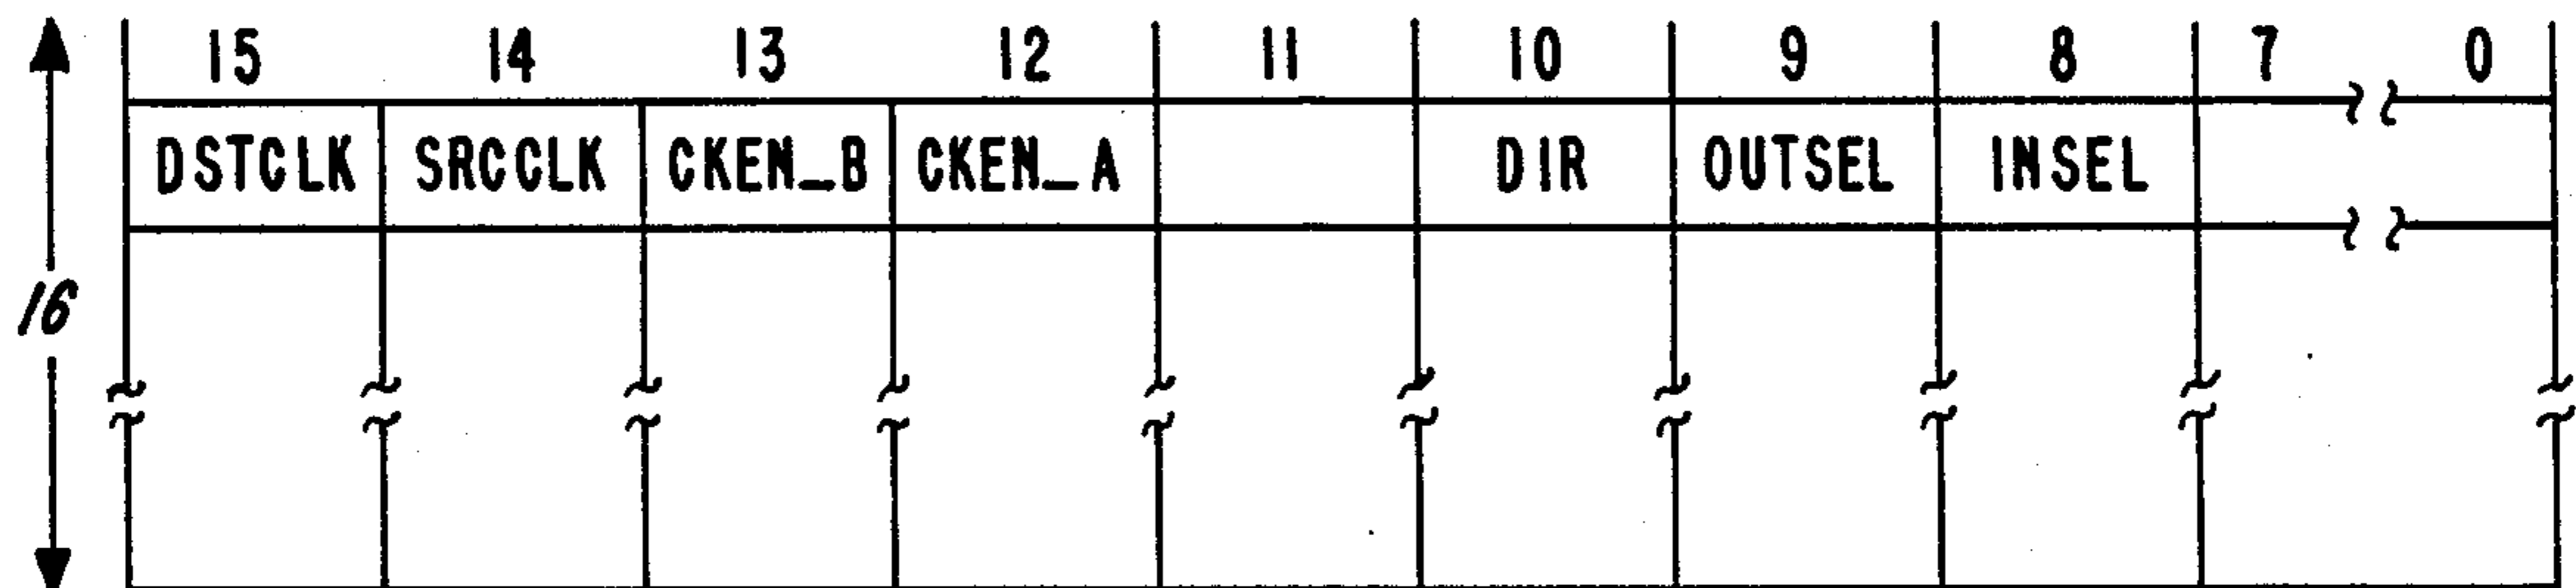 15 14 13 12 11 10 9 8 7 0
DSTCLK SRCCLK CKEN_B CKEN_A DIR OUTSEL INSEL
16